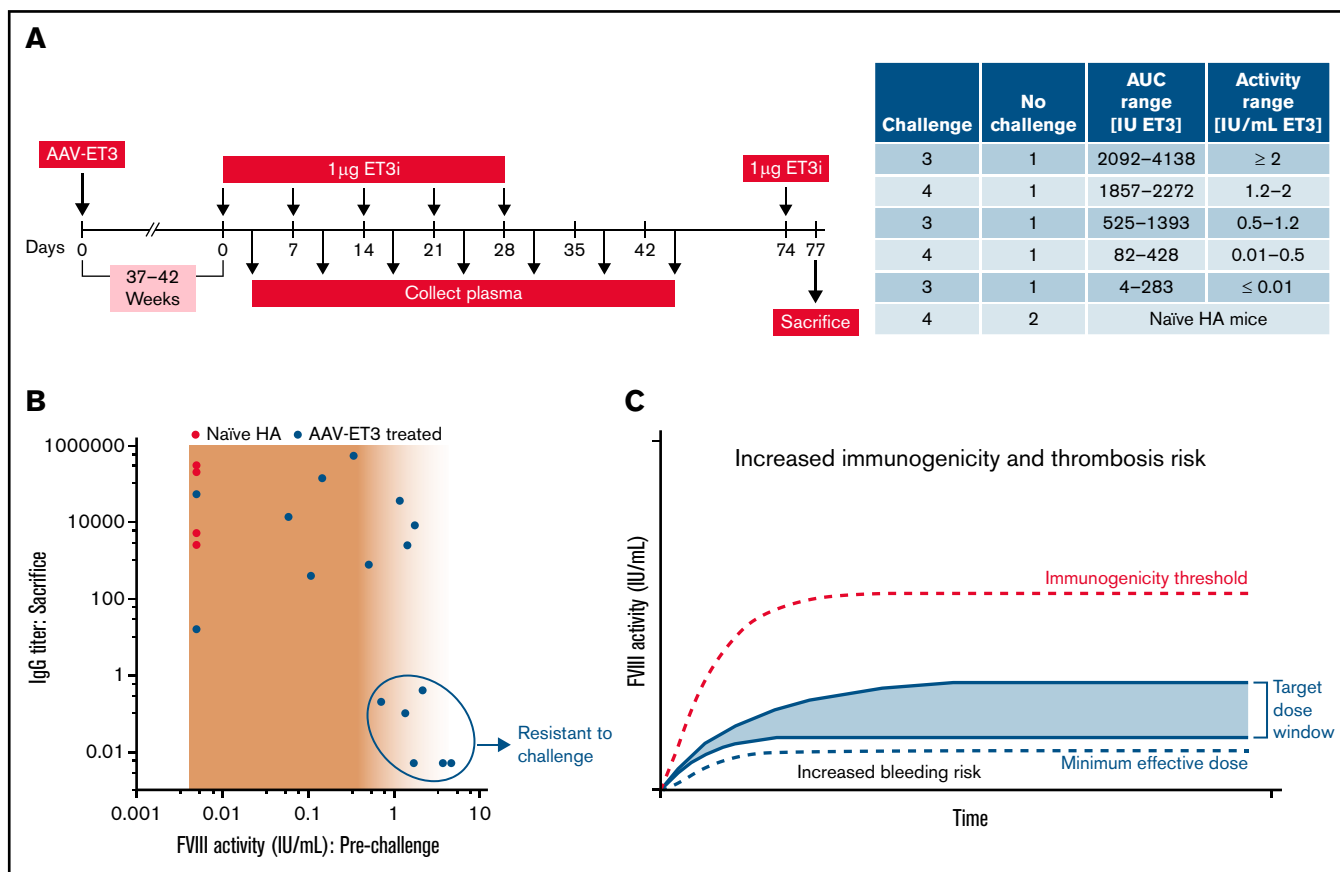 A
AAV-ET3
1µg ET3i
1µg ET3i
Days 0 0 7 14 21 28 35 42 74 77
37–42
Weeks
Collect plasma
Sacrifice
Challenge No challenge AUC range [IU ET3] Activity range [IU/mL ET3]
3 1 2092–4138 ≥ 2
4 1 1857–2272 1.2–2
3 1 525–1393 0.5–1.2
4 1 82–428 0.01–0.5
3 1 4–283 ≤ 0.01
4 2 Naïve HA mice
B
Naïve HA AAV-ET3 treated
IgG titer: Sacrifice
1000000
10000
100
1
0.01
Resistant to
challenge
0.001 0.01 0.1 1 10
FVIII activity (IU/mL): Pre-challenge
C
Increased immunogenicity and thrombosis risk
FVIII activity (IU/mL)
Immunogenicity threshold
Target
dose
window
Minimum effective dose
Increased bleeding risk
Time